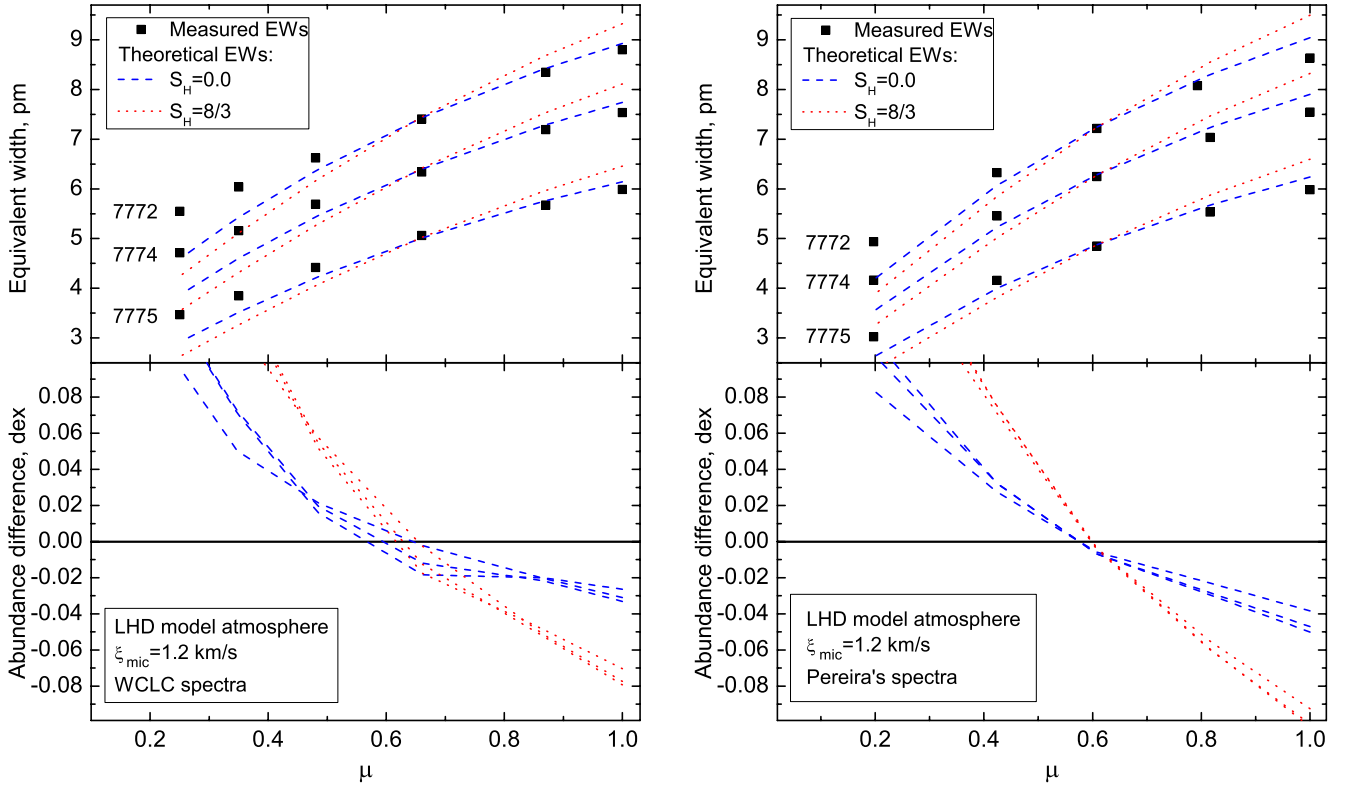 Measured EWs
Theoretical EWs:
S_H=0.0
S_H=8/3
Equivalent width, pm
9
8
7
6
5
4
3
7772
7774
7775
Abundance difference, dex
0.08
0.06
0.04
0.02
0.00
-0.02
-0.04
-0.06
-0.08
LHD model atmosphere
ξ_mic=1.2 km/s
WCLC spectra
0.2 0.4 0.6 0.8 1.0
μ
Measured EWs
Theoretical EWs:
S_H=0.0
S_H=8/3
Equivalent width, pm
9
8
7
6
5
4
3
7772
7774
7775
Abundance difference, dex
0.08
0.06
0.04
0.02
0.00
-0.02
-0.04
-0.06
-0.08
LHD model atmosphere
ξ_mic=1.2 km/s
Pereira's spectra
0.2 0.4 0.6 0.8 1.0
μ